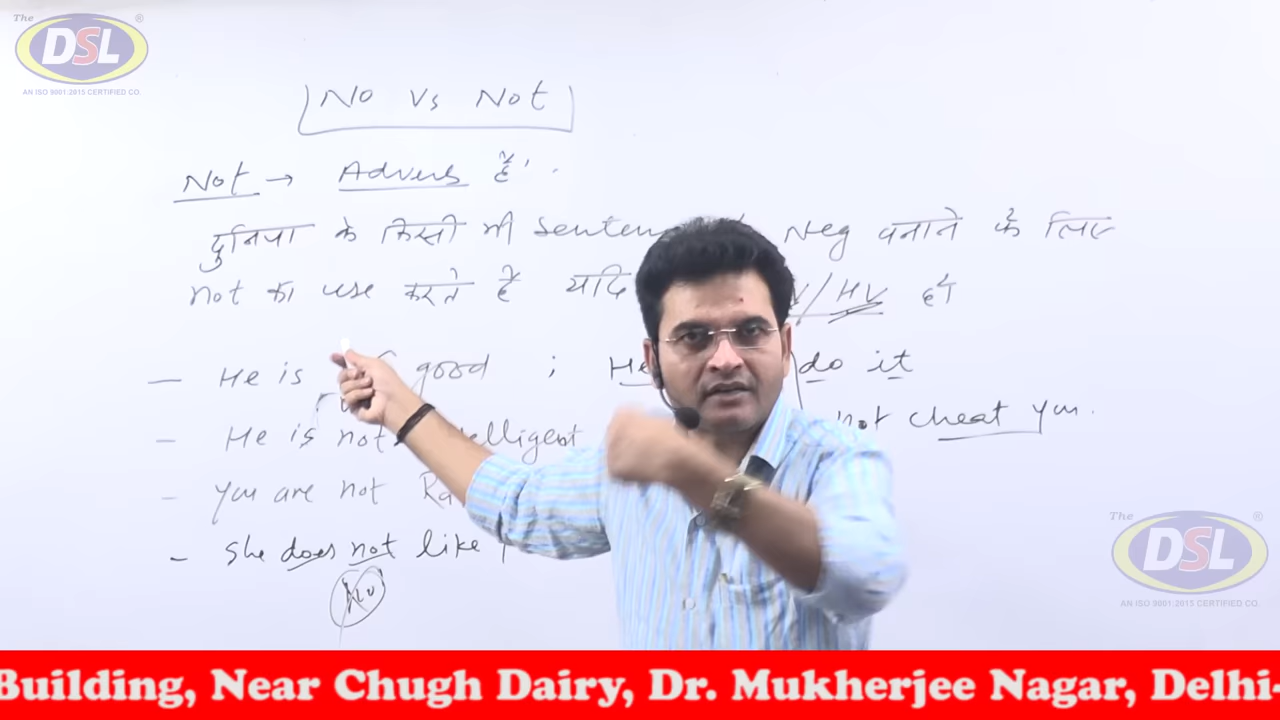 The DSL ®
AN ISO 9001:2015 CERTIFIED CO.
No Vs Not
Not → Adverb है।
दुनिया के किसी भी Neg बनाने के लिए
not का use करते हैं यदि /HV हो
— He is good ; He do it
— He is not not cheat you.
- You are not
- She does not like
No
The DSL ®
AN ISO 9001:2015 CERTIFIED CO.
Building, Near Chugh Dairy, Dr. Mukherjee Nagar, Delhi-